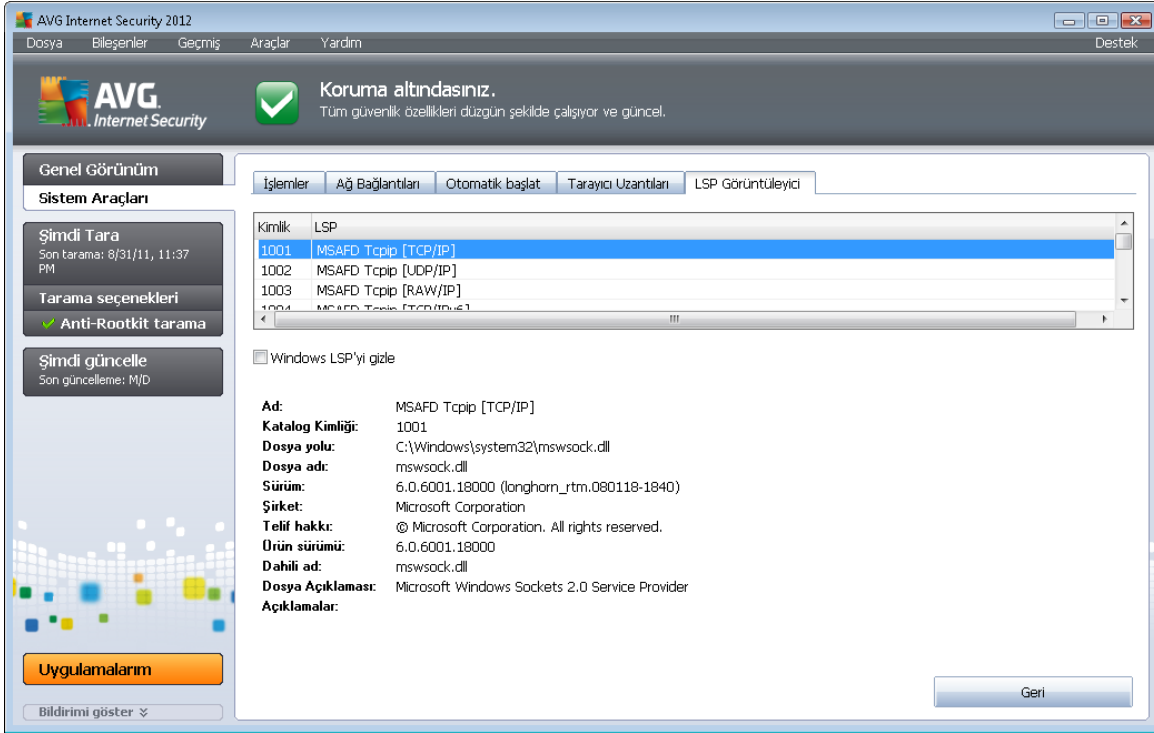 AVG Internet Security 2012
Dosya Bileşenler Geçmiş Araçlar Yardım Destek
AVG.
Internet Security
Koruma altındasınız.
Tüm güvenlik özellikleri düzgün şekilde çalışıyor ve güncel.
Genel Görünüm
Sistem Araçları
Şimdi Tara
Son tarama: 8/31/11, 11:37
PM
Tarama seçenekleri
Anti-Rootkit tarama
Şimdi güncelle
Son güncelleme: M/D
Uygulamalarım
Bildirimi göster
İşlemler Ağ Bağlantıları Otomatik başlat Tarayıcı Uzantıları LSP Görüntüleyici
Kimlik LSP
1001 MSAFD Tcpip [TCP/IP]
1002 MSAFD Tcpip [UDP/IP]
1003 MSAFD Tcpip [RAW/IP]
1004 MSAFD Tcpip [TCP/IPv6]
Windows LSP'yi gizle
Ad: MSAFD Tcpip [TCP/IP]
Katalog Kimliği: 1001
Dosya yolu: C:\Windows\system32\mswsock.dll
Dosya adı: mswsock.dll
Sürüm: 6.0.6001.18000 (longhorn_rtm.080118-1840)
Şirket: Microsoft Corporation
Telif hakkı: © Microsoft Corporation. All rights reserved.
Ürün sürümü: 6.0.6001.18000
Dahili ad: mswsock.dll
Dosya Açıklaması: Microsoft Windows Sockets 2.0 Service Provider
Açıklamalar:
Geri